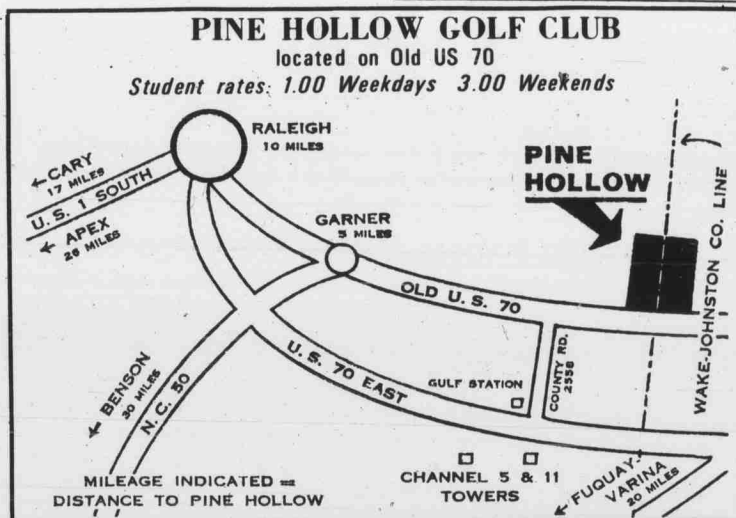 PINE HOLLOW GOLF CLUB
located on Old US 70
Student rates: 1.00 Weekdays 3.00 Weekends
RALEIGH
10 MILES
←CARY
17 MILES
U.S. 1 SOUTH
← APEX
26 MILES
GARNER
5 MILES
PINE
HOLLOW
WAKE-JOHNSTON CO. LINE
OLD U.S. 70
U.S. 70 EAST
GULF STATION
COUNTY RD.
2558
← BENSON
30 MILES
N.C. 50
MILEAGE INDICATED =
DISTANCE TO PINE HOLLOW
CHANNEL 5 & 11
TOWERS
← FUQUAY-
VARINA
20 MILES